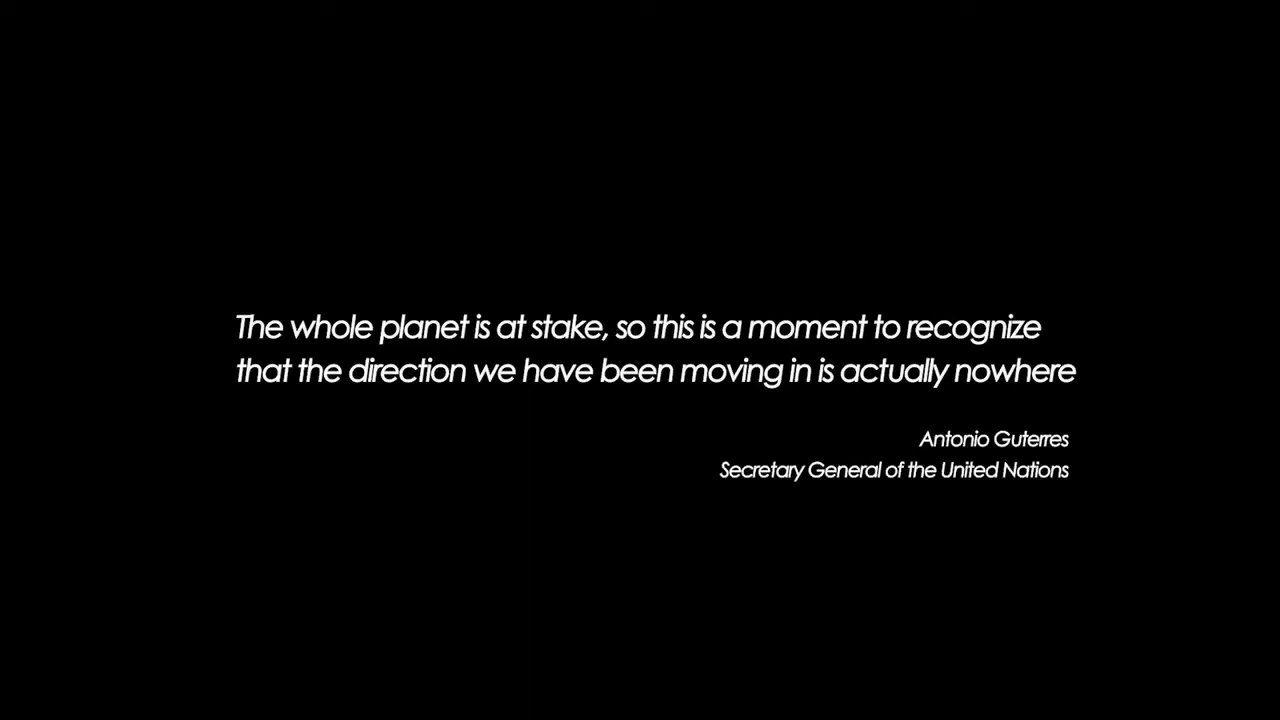 The whole planet is at stake, so this is a moment to recognize
that the direction we have been moving in is actually nowhere
Antonio Guterres
Secretary General of the United Nations